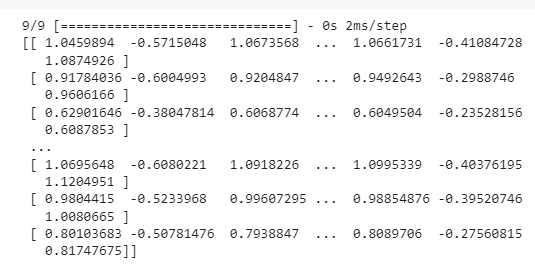 9/9 [==============================] - 0s 2ms/step
[[ 1.0459894  -0.5715048   1.0673568  ...  1.0661731  -0.41084728
   1.0874926 ]
 [ 0.91784036 -0.6004993   0.9204847  ...  0.9492643  -0.2988746
   0.9606166 ]
 [ 0.62901646 -0.38047814  0.6068774  ...  0.6049504  -0.23528156
   0.6087853 ]
 ...
 [ 1.0695648  -0.6080221   1.0918226  ...  1.0995339  -0.40376195
   1.1204951 ]
 [ 0.9804415  -0.5233968   0.99607295 ...  0.98854876 -0.39520746
   1.0080665 ]
 [ 0.80103683 -0.50781476  0.7938847  ...  0.8089706  -0.27560815
   0.81747675]]